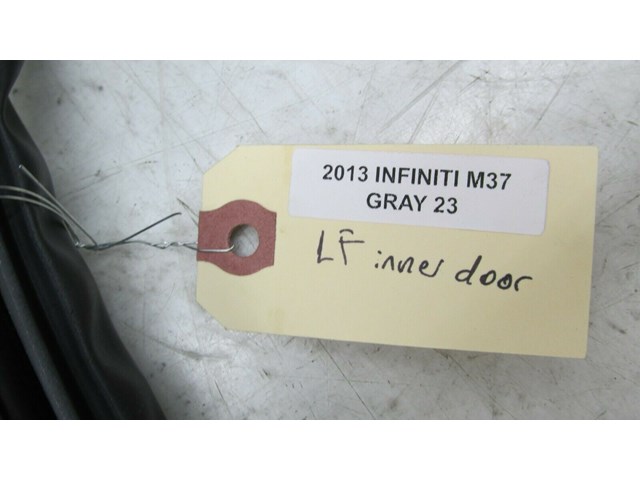 2013 INFINITI M37
GRAY 23
LF inner door